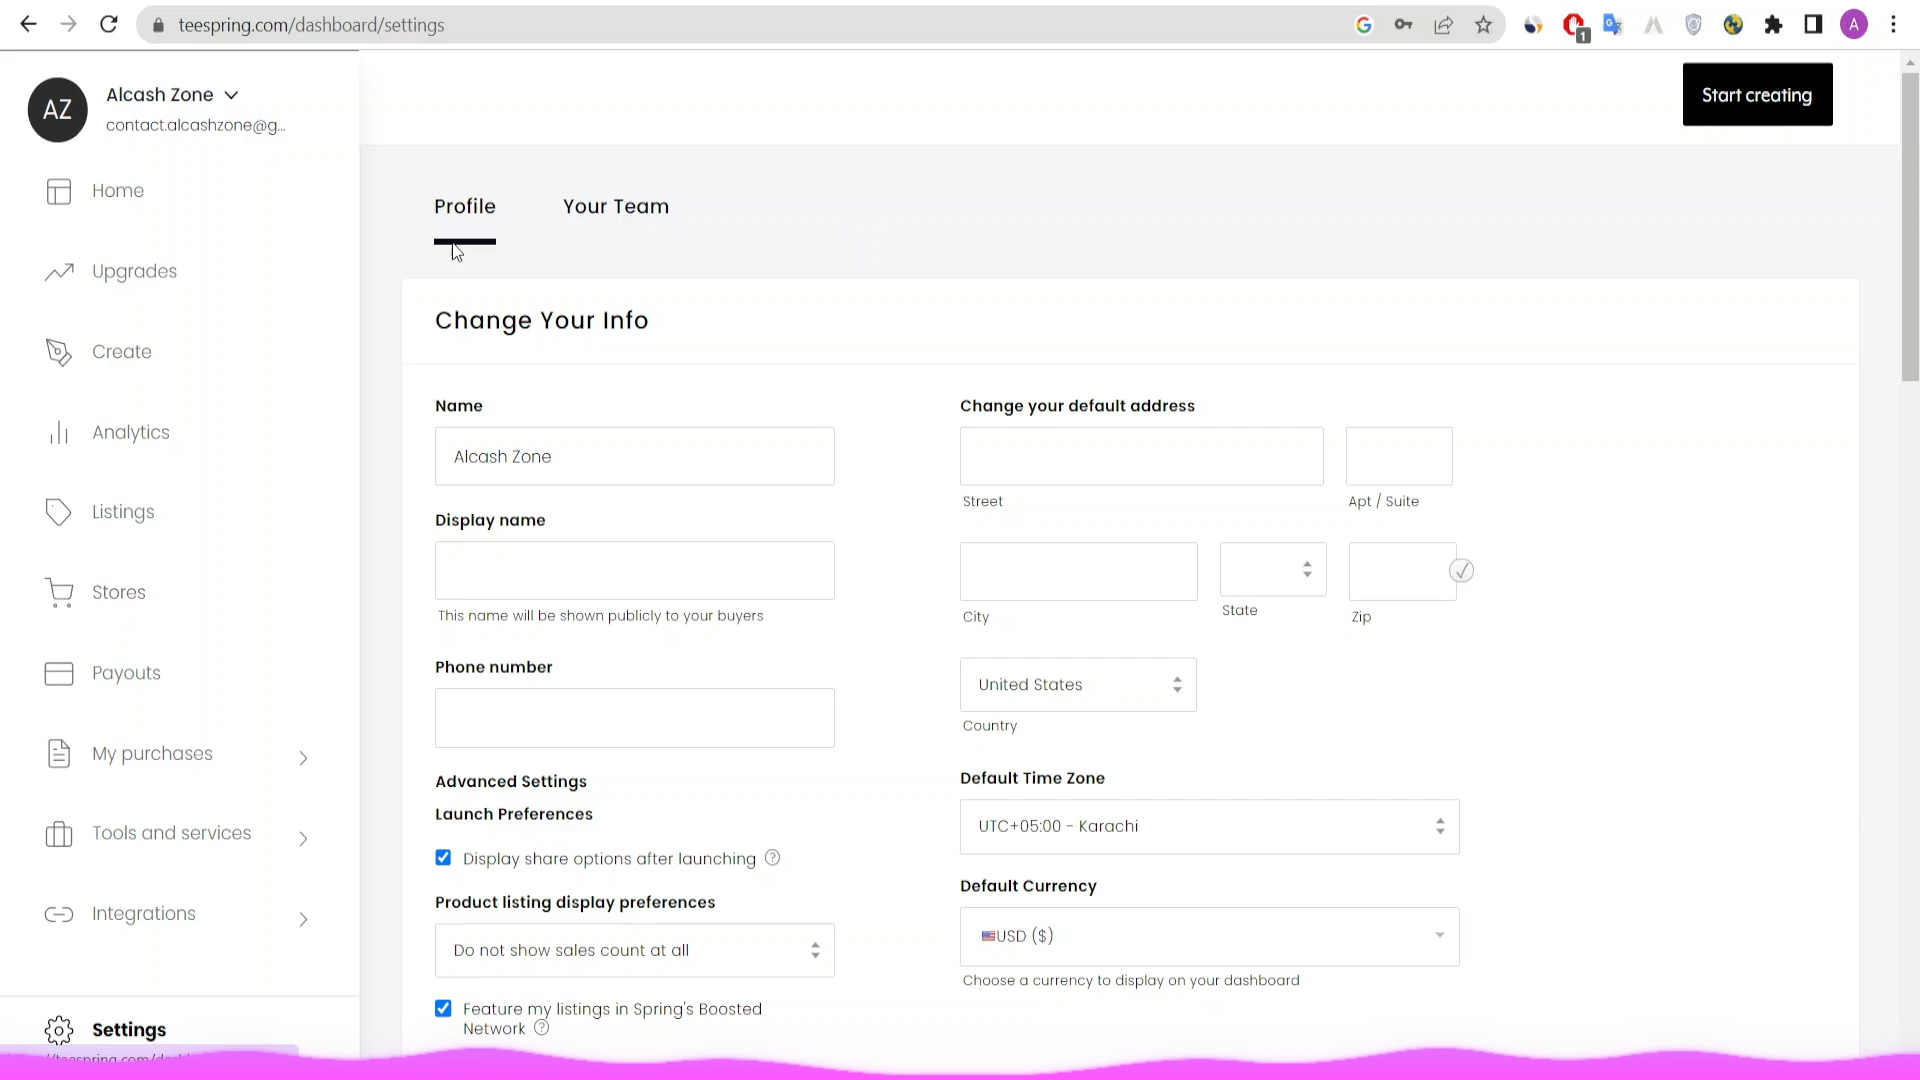 teespring.com/dashboard/settings
1
A
AZ
Alcash Zone
contact.alcashzone@g...
Start creating
Home
Upgrades
Create
Analytics
Listings
Stores
Payouts
My purchases
Tools and services
Integrations
Settings
Profile
Your Team
Change Your Info
Name
Alcash Zone
Display name
This name will be shown publicly to your buyers
Phone number
Advanced Settings
Launch Preferences
Display share options after launching ?
Product listing display preferences
Do not show sales count at all
Feature my listings in Spring's Boosted
Network ?
Change your default address
Street
Apt / Suite
City
State
Zip
United States
Country
Default Time Zone
UTC+05:00 - Karachi
Default Currency
USD ($)
Choose a currency to display on your dashboard